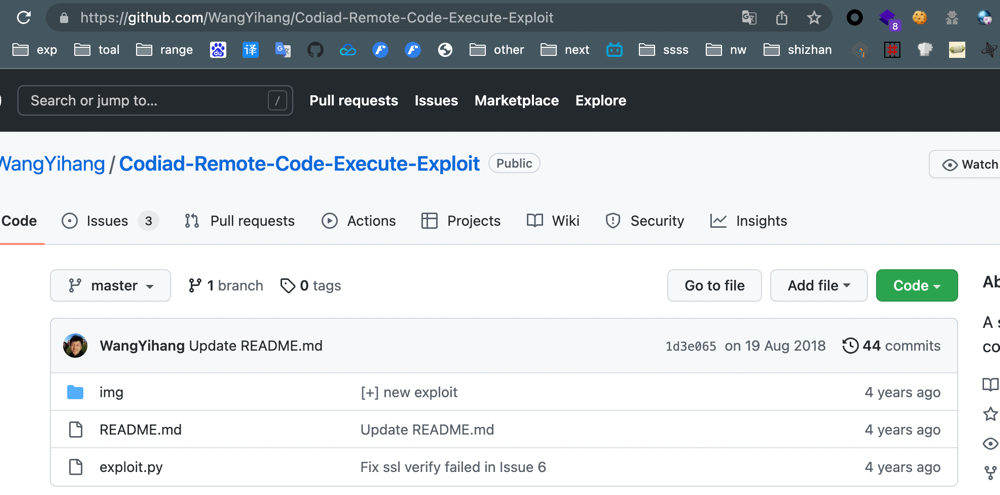 https://github.com/WangYihang/Codiad-Remote-Code-Execute-Exploit
8
exp toal range 译 other next ssss nw shizhan
Search or jump to... / Pull requests Issues Marketplace Explore
WangYihang / Codiad-Remote-Code-Execute-Exploit Public Watch
Code Issues 3 Pull requests Actions Projects Wiki Security Insights
master 1 branch 0 tags Go to file Add file Code
WangYihang Update README.md 1d3e065 on 19 Aug 2018 44 commits
img [+] new exploit 4 years ago
README.md Update README.md 4 years ago
exploit.py Fix ssl verify failed in Issue 6 4 years ago
Ab
A s
co